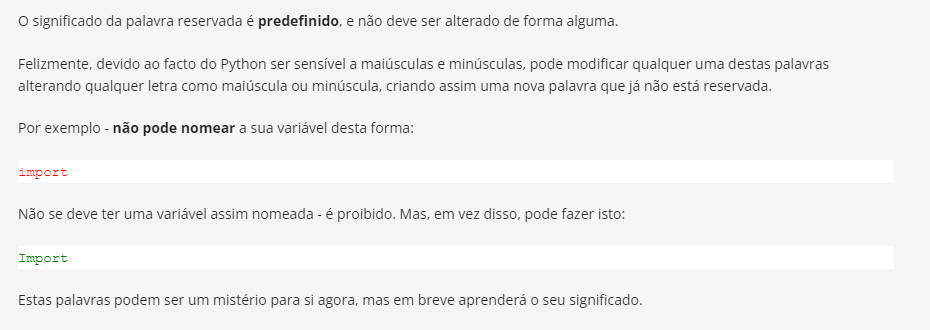 O significado da palavra reservada é predefinido, e não deve ser alterado de forma alguma.
Felizmente, devido ao facto do Python ser sensível a maiúsculas e minúsculas, pode modificar qualquer uma destas palavras
alterando qualquer letra como maiúscula ou minúscula, criando assim uma nova palavra que já não está reservada.
Por exemplo - não pode nomear a sua variável desta forma:
import
Não se deve ter uma variável assim nomeada - é proibido. Mas, em vez disso, pode fazer isto:
Import
Estas palavras podem ser um mistério para si agora, mas em breve aprenderá o seu significado.